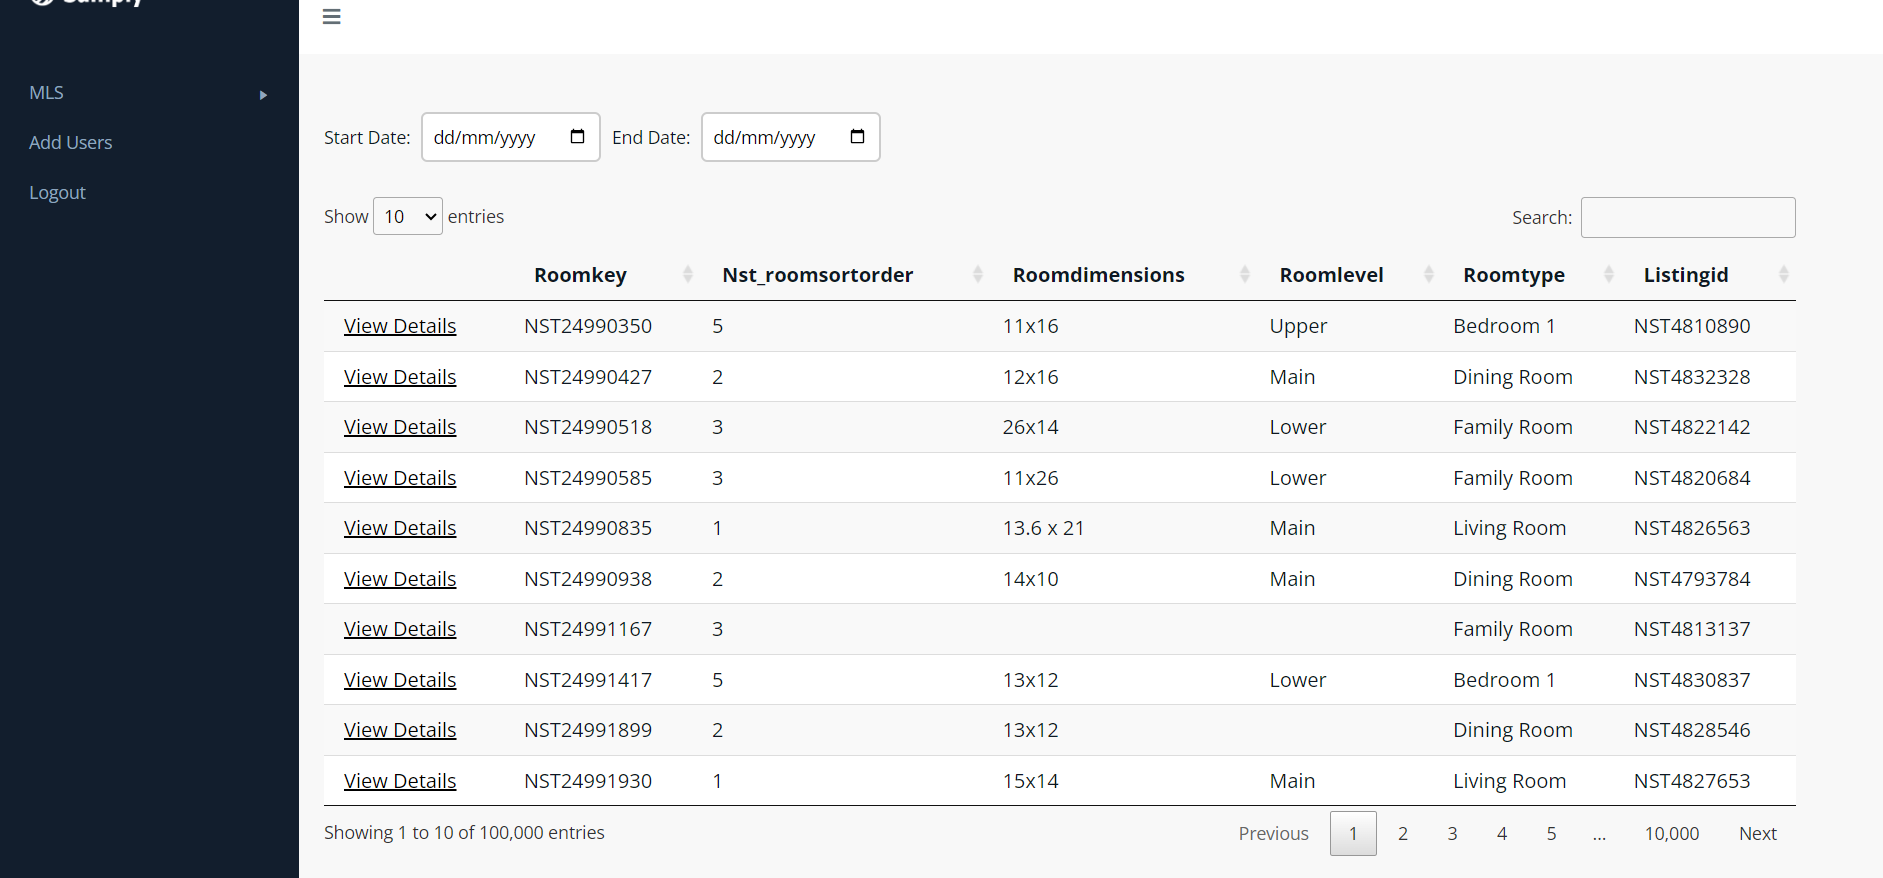 MLS
Add Users
Logout
Start Date: dd/mm/yyyy End Date: dd/mm/yyyy
Show 10 entries Search:
Roomkey Nst_roomsortorder Roomdimensions Roomlevel Roomtype Listingid
View Details NST24990350 5 11x16 Upper Bedroom 1 NST4810890
View Details NST24990427 2 12x16 Main Dining Room NST4832328
View Details NST24990518 3 26x14 Lower Family Room NST4822142
View Details NST24990585 3 11x26 Lower Family Room NST4820684
View Details NST24990835 1 13.6 x 21 Main Living Room NST4826563
View Details NST24990938 2 14x10 Main Dining Room NST4793784
View Details NST24991167 3 Family Room NST4813137
View Details NST24991417 5 13x12 Lower Bedroom 1 NST4830837
View Details NST24991899 2 13x12 Dining Room NST4828546
View Details NST24991930 1 15x14 Main Living Room NST4827653
Showing 1 to 10 of 100,000 entries Previous 1 2 3 4 5 ... 10,000 Next